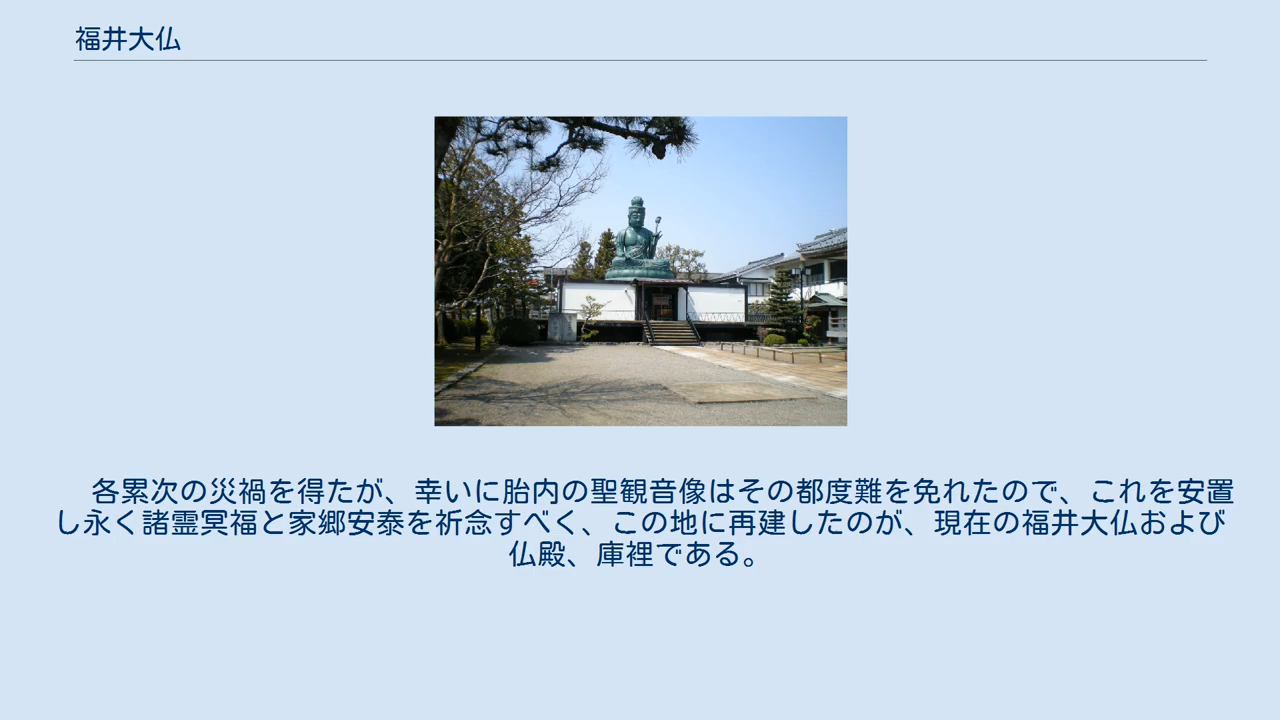 福井大仏
各累次の災禍を得たが、幸いに胎内の聖観音像はその都度難を免れたので、これを安置
し永く諸霊冥福と家郷安泰を祈念すべく、この地に再建したのが、現在の福井大仏および
仏殿、庫裡である。